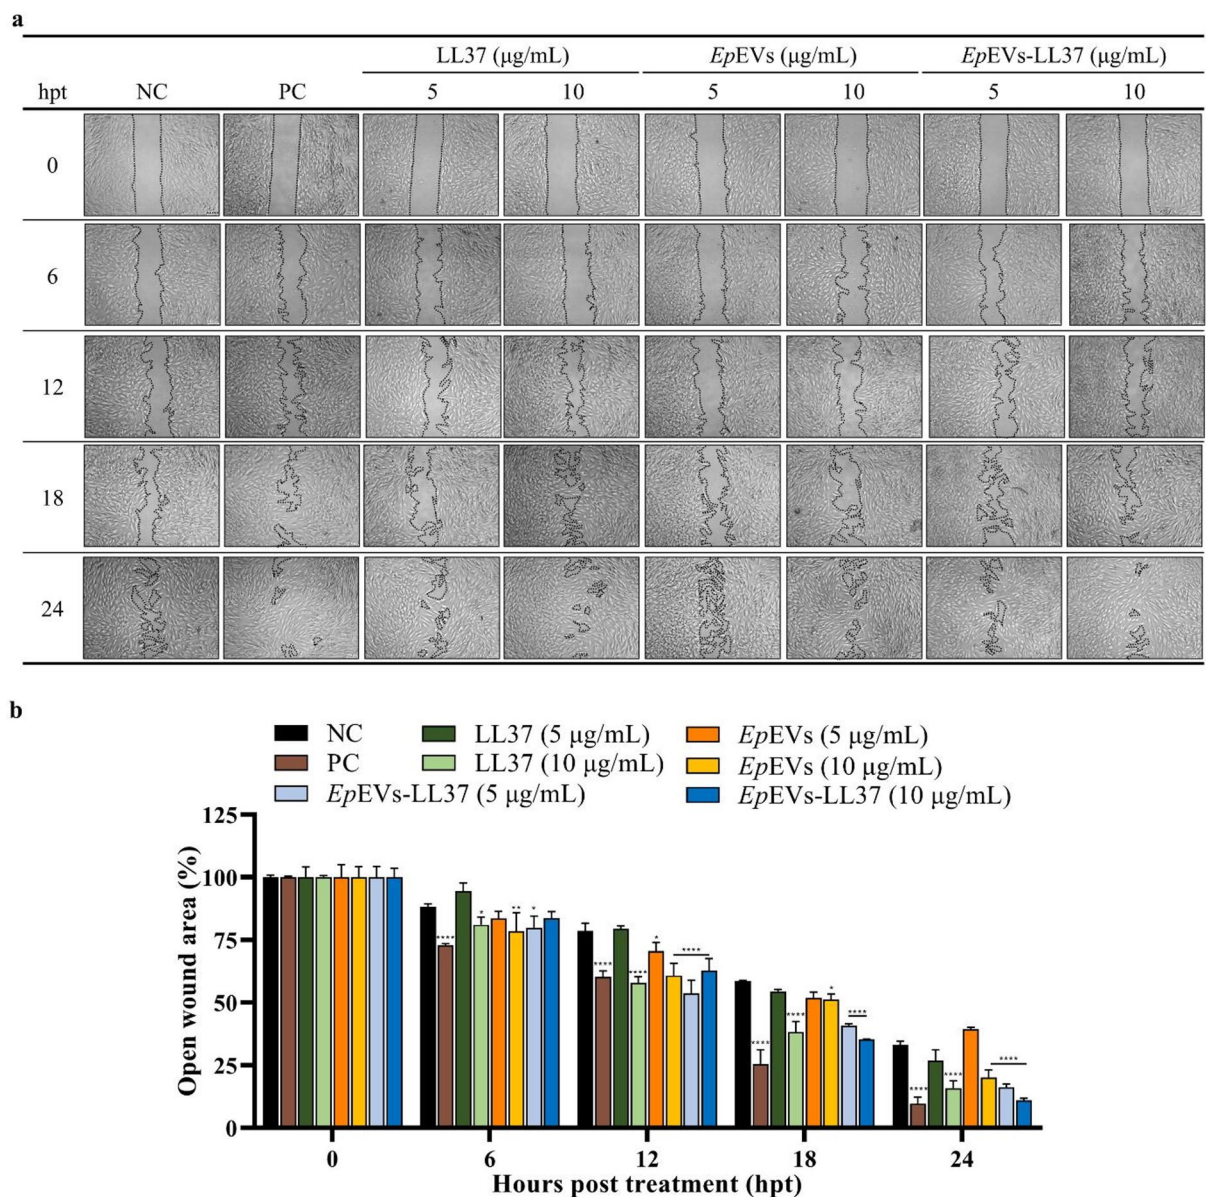 a
LL37 (μg/mL) EpEVs (μg/mL) EpEVs-LL37 (μg/mL)
hpt NC PC 5 10 5 10 5 10
0
6
12
18
24
b
NC LL37 (5 μg/mL) EpEVs (5 μg/mL)
PC LL37 (10 μg/mL) EpEVs (10 μg/mL)
EpEVs-LL37 (5 μg/mL) EpEVs-LL37 (10 μg/mL)
Open wound area (%)
125
100
75
50
25
0
**** * ** *
**** **** * ****
**** **** * ****
**** **** ****
0 6 12 18 24
Hours post treatment (hpt)